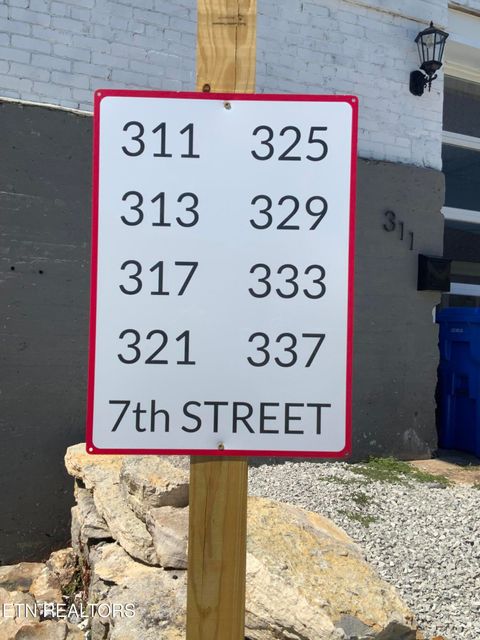 311 325
313 329
317 333
321 337
7th STREET
311
ETN REALTORS